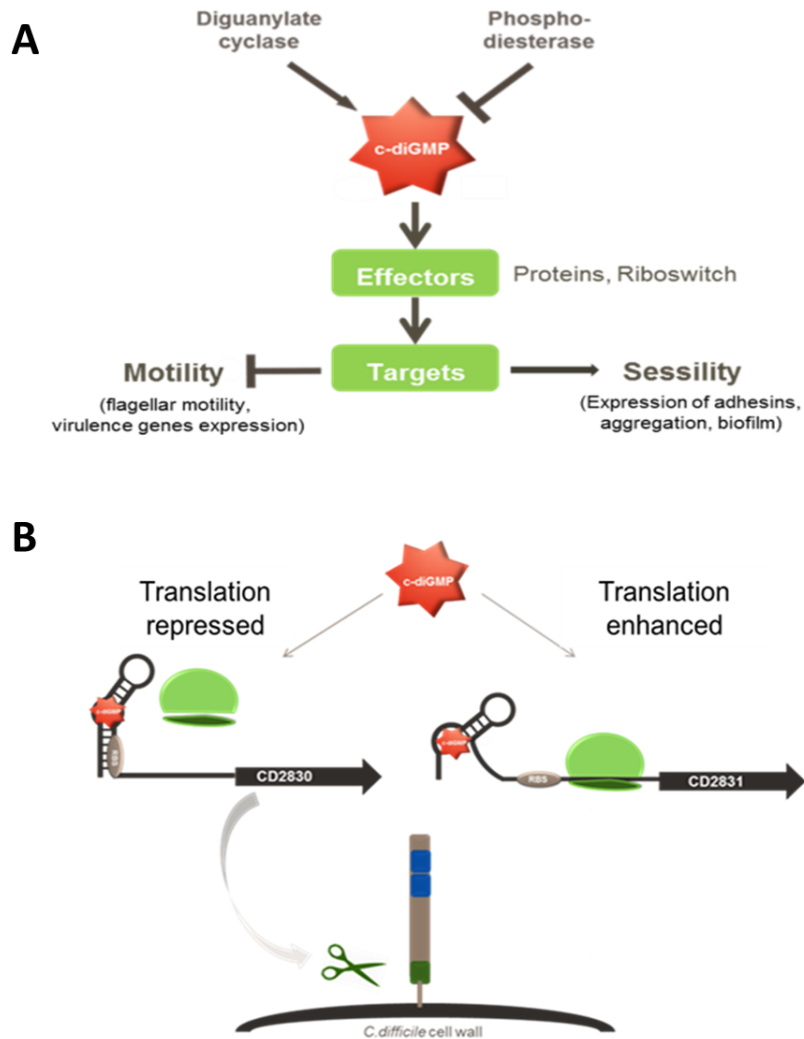 A
Diguanylate
cyclase
Phospho-
diesterase
c-diGMP
Effectors
Proteins, Riboswitch
Motility
(flagellar motility,
virulence genes expression)
Targets
Sessility
(Expression of adhesins,
aggregation, biofilm)
B
c-diGMP
Translation
repressed
Translation
enhanced
c-diGMP
RBS
CD2830
c-diGMP
RBS
CD2831
C.difficile cell wall